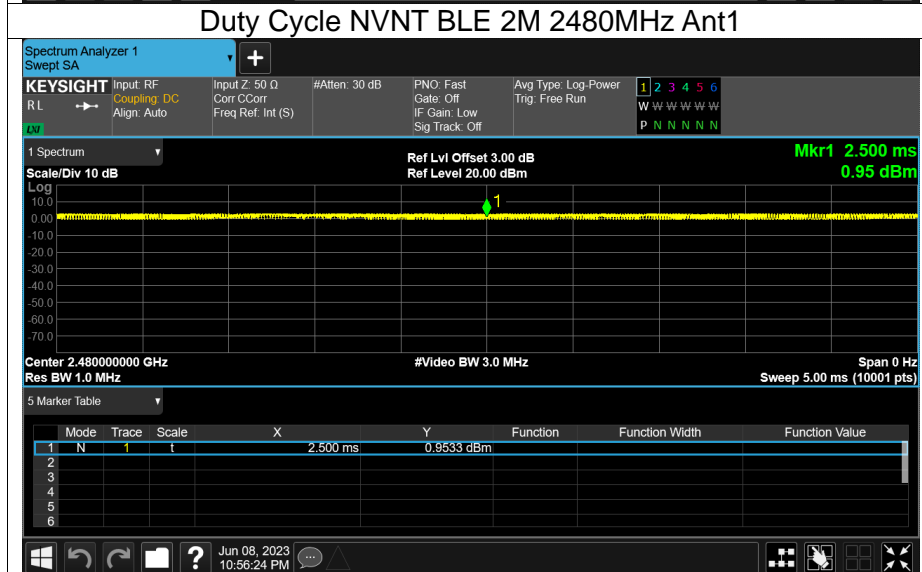 Duty Cycle NVNT BLE 2M 2480MHz Ant1
Spectrum Analyzer 1
Swept SA
+
KEYSIGHT Input: RF Input Z: 50 Ω #Atten: 30 dB PNO: Fast Avg Type: Log-Power 1 2 3 4 5 6
R L Coupling: DC Corr CCorr Gate: Off Trig: Free Run W W W W W W
Align: Auto Freq Ref: Int (S) IF Gain: Low
LXI Sig Track: Off P N N N N N
1 Spectrum Ref Lvl Offset 3.00 dB Mkr1 2.500 ms
Scale/Div 10 dB Ref Level 20.00 dBm 0.95 dBm
Log
10.0 1
0.00
-10.0
-20.0
-30.0
-40.0
-50.0
-60.0
-70.0
Center 2.480000000 GHz #Video BW 3.0 MHz Span 0 Hz
Res BW 1.0 MHz Sweep 5.00 ms (10001 pts)
5 Marker Table
Mode Trace Scale X Y Function Function Width Function Value
1 N 1 t 2.500 ms 0.9533 dBm
2
3
4
5
6
? Jun 08, 2023
10:56:24 PM